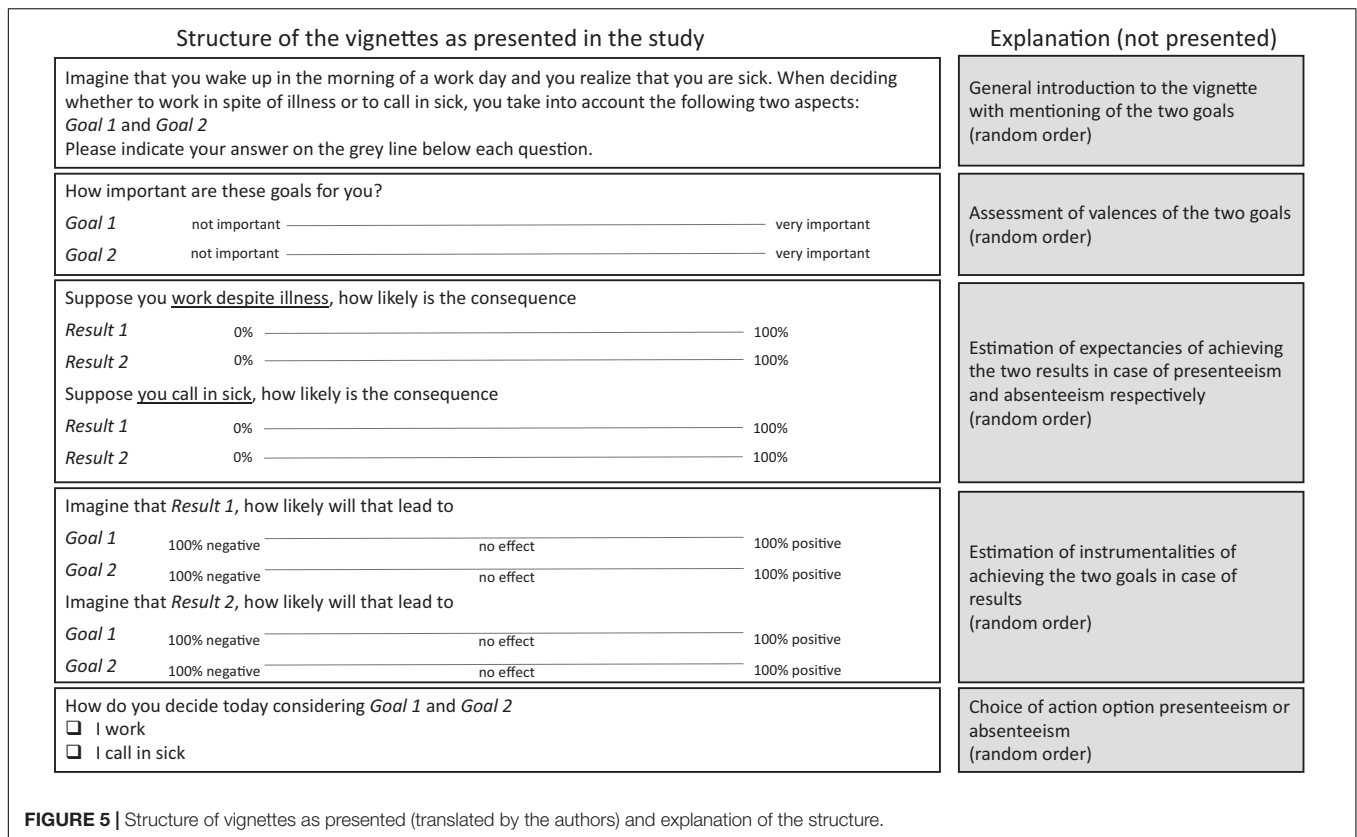 Structure of the vignettes as presented in the study
Explanation (not presented)
Imagine that you wake up in the morning of a work day and you realize that you are sick. When deciding
whether to work in spite of illness or to call in sick, you take into account the following two aspects:
Goal 1 and Goal 2
Please indicate your answer on the grey line below each question.
General introduction to the vignette
with mentioning of the two goals
(random order)
How important are these goals for you?
Goal 1 not important very important
Goal 2 not important very important
Assessment of valences of the two goals
(random order)
Suppose you work despite illness, how likely is the consequence
Result 1 0% 100%
Result 2 0% 100%
Suppose you call in sick, how likely is the consequence
Result 1 0% 100%
Result 2 0% 100%
Estimation of expectancies of achieving
the two results in case of presenteeism
and absenteeism respectively
(random order)
Imagine that Result 1, how likely will that lead to
Goal 1 100% negative no effect 100% positive
Goal 2 100% negative no effect 100% positive
Imagine that Result 2, how likely will that lead to
Goal 1 100% negative no effect 100% positive
Goal 2 100% negative no effect 100% positive
Estimation of instrumentalities of
achieving the two goals in case of
results
(random order)
How do you decide today considering Goal 1 and Goal 2
❑ I work
❑ I call in sick
Choice of action option presenteeism or
absenteeism
(random order)
FIGURE 5 | Structure of vignettes as presented (translated by the authors) and explanation of the structure.